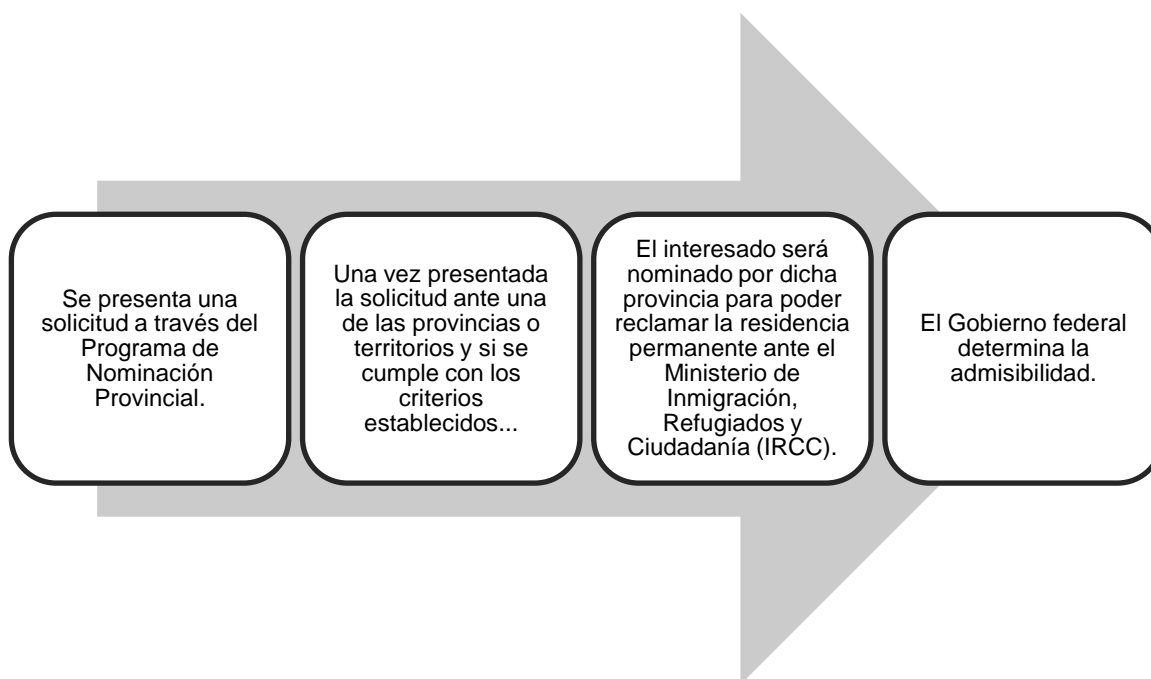 Se presenta una
solicitud a través del
Programa de
Nominación
Provincial.
Una vez presentada
la solicitud ante una
de las provincias o
territorios y si se
cumple con los
criterios
establecidos...
El interesado será
nominado por dicha
provincia para poder
reclamar la residencia
permanente ante el
Ministerio de
Inmigración,
Refugiados y
Ciudadanía (IRCC).
El Gobierno federal
determina la
admisibilidad.